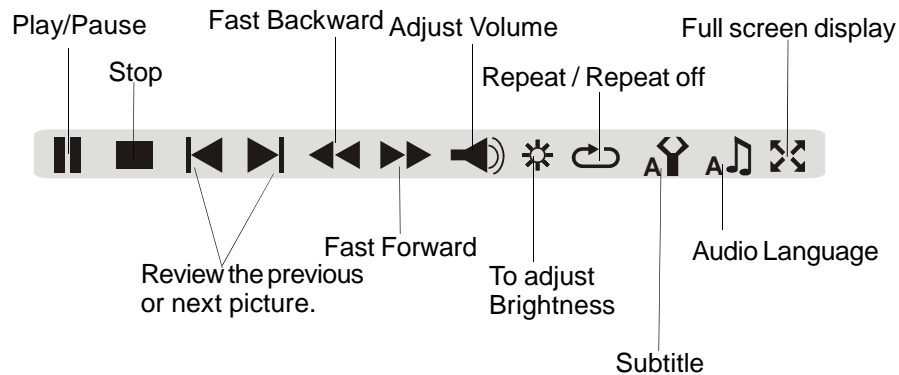 Play/Pause
Fast Backward
Adjust Volume
Full screen display
Stop
Repeat / Repeat off
A
A
Fast Forward
Audio Language
Review the previous
or next picture.
To adjust
Brightness
Subtitle